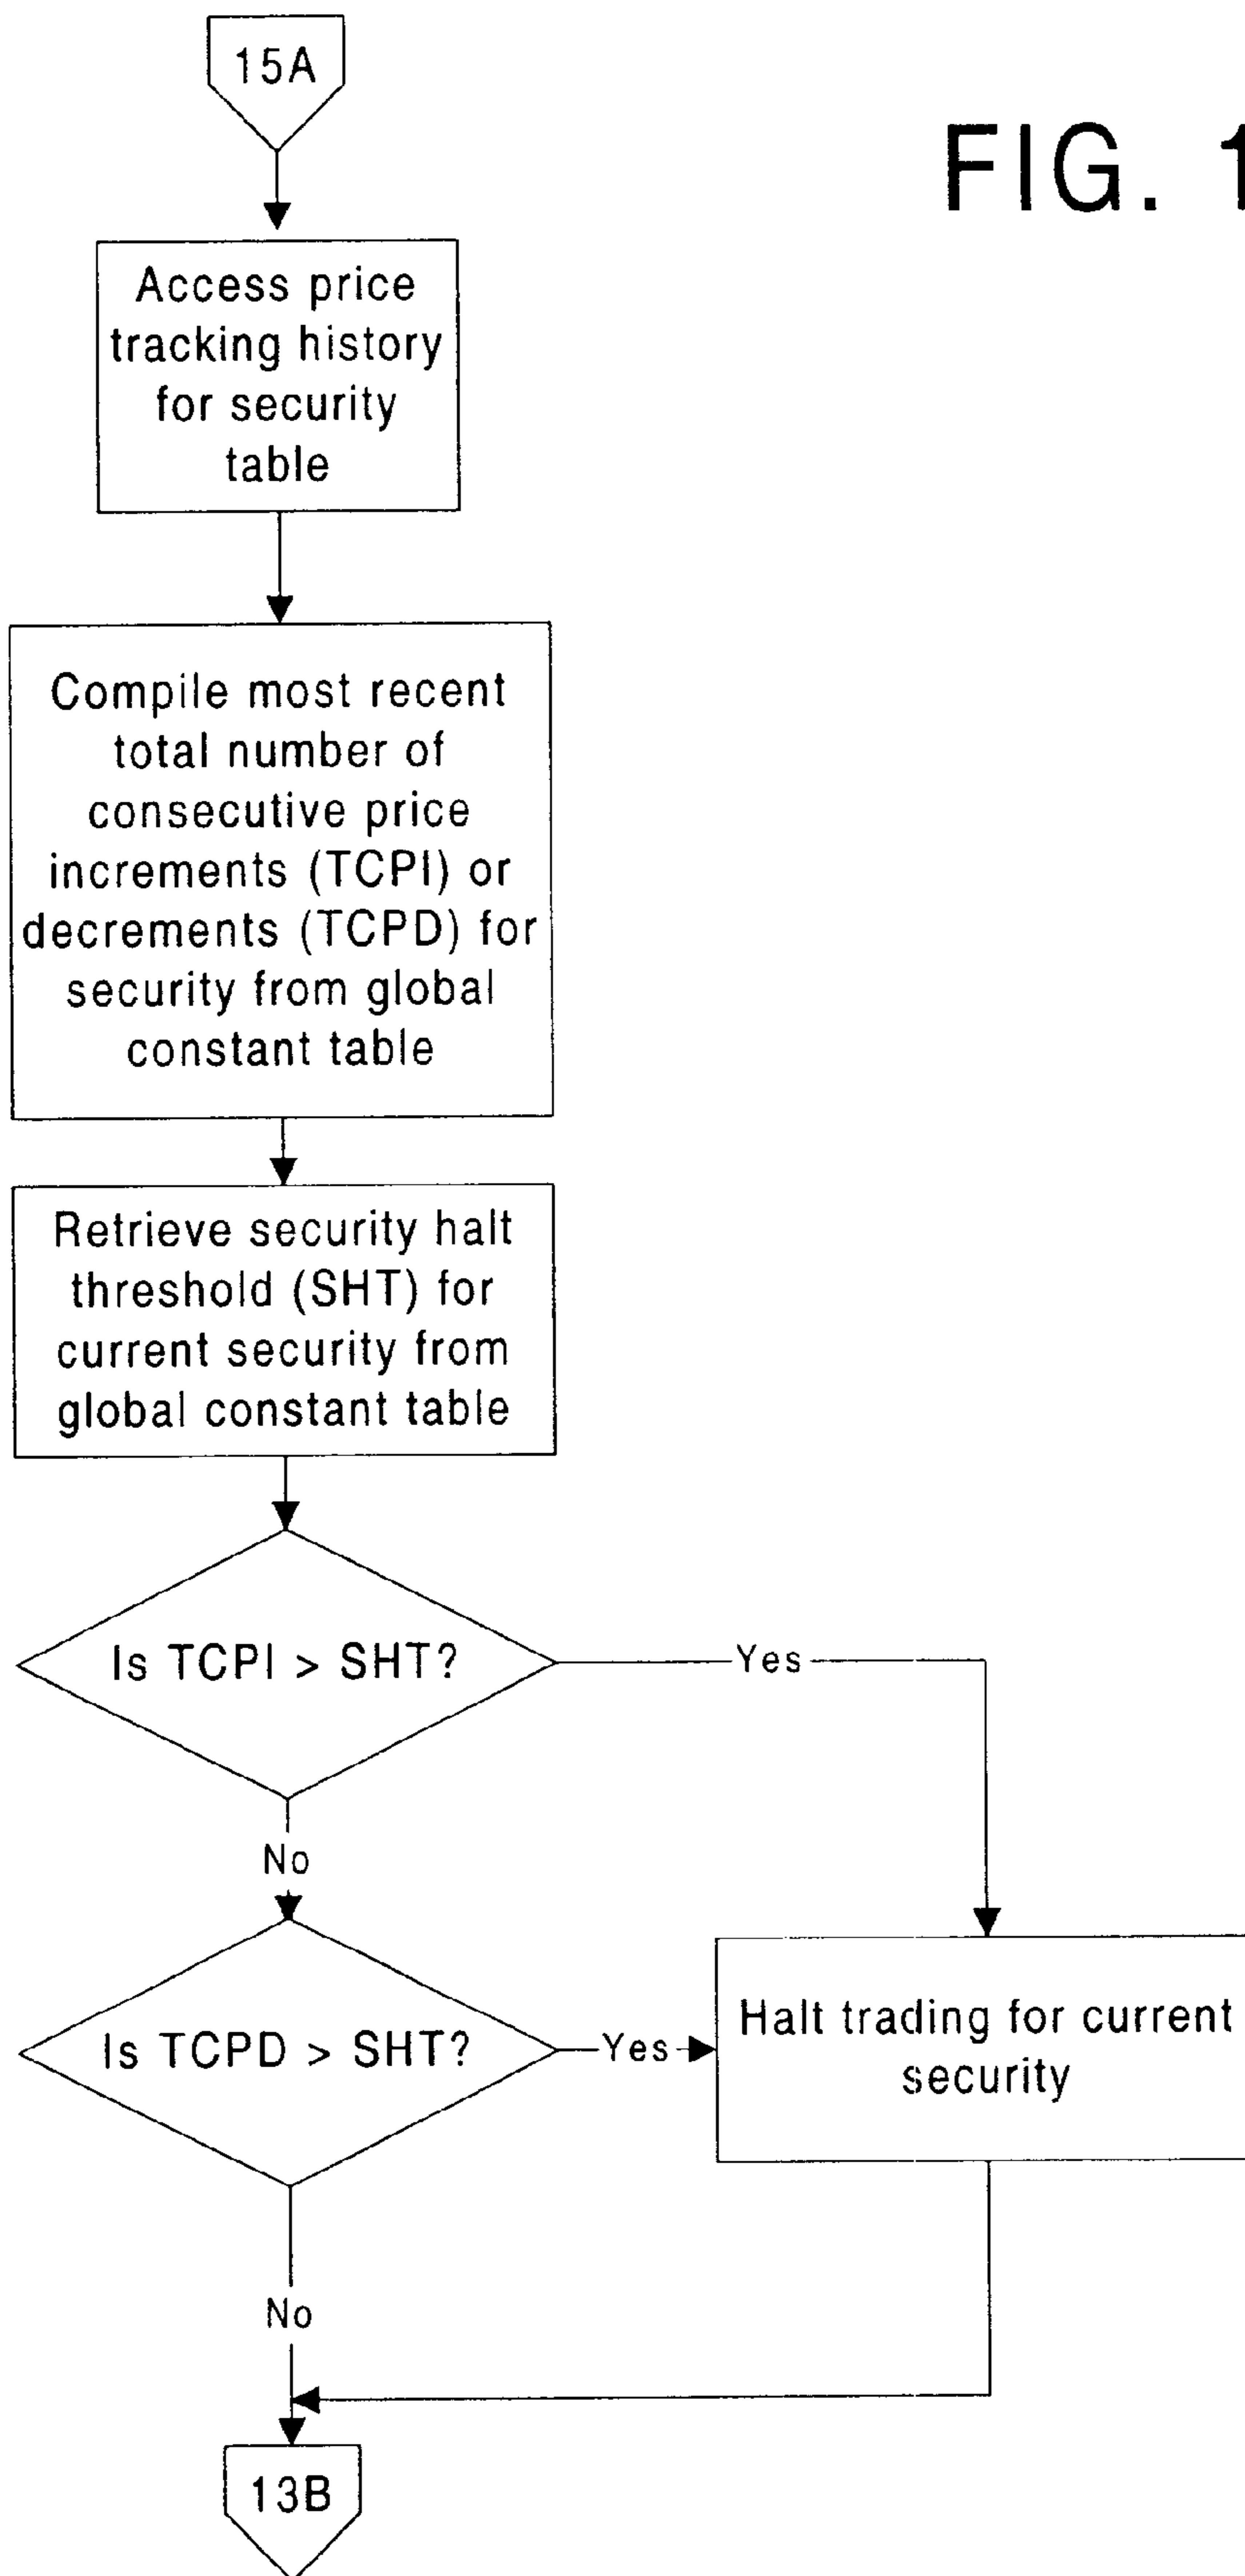 15A
FIG. 1
Access price
tracking history
for security
table
Compile most recent
total number of
consecutive price
increments (TCPI) or
decrements (TCPD) for
security from global
constant table
Retrieve security halt
threshold (SHT) for
current security from
global constant table
Is TCPI > SHT?
Yes
No
Is TCPD > SHT?
Yes
Halt trading for current
security
No
13B